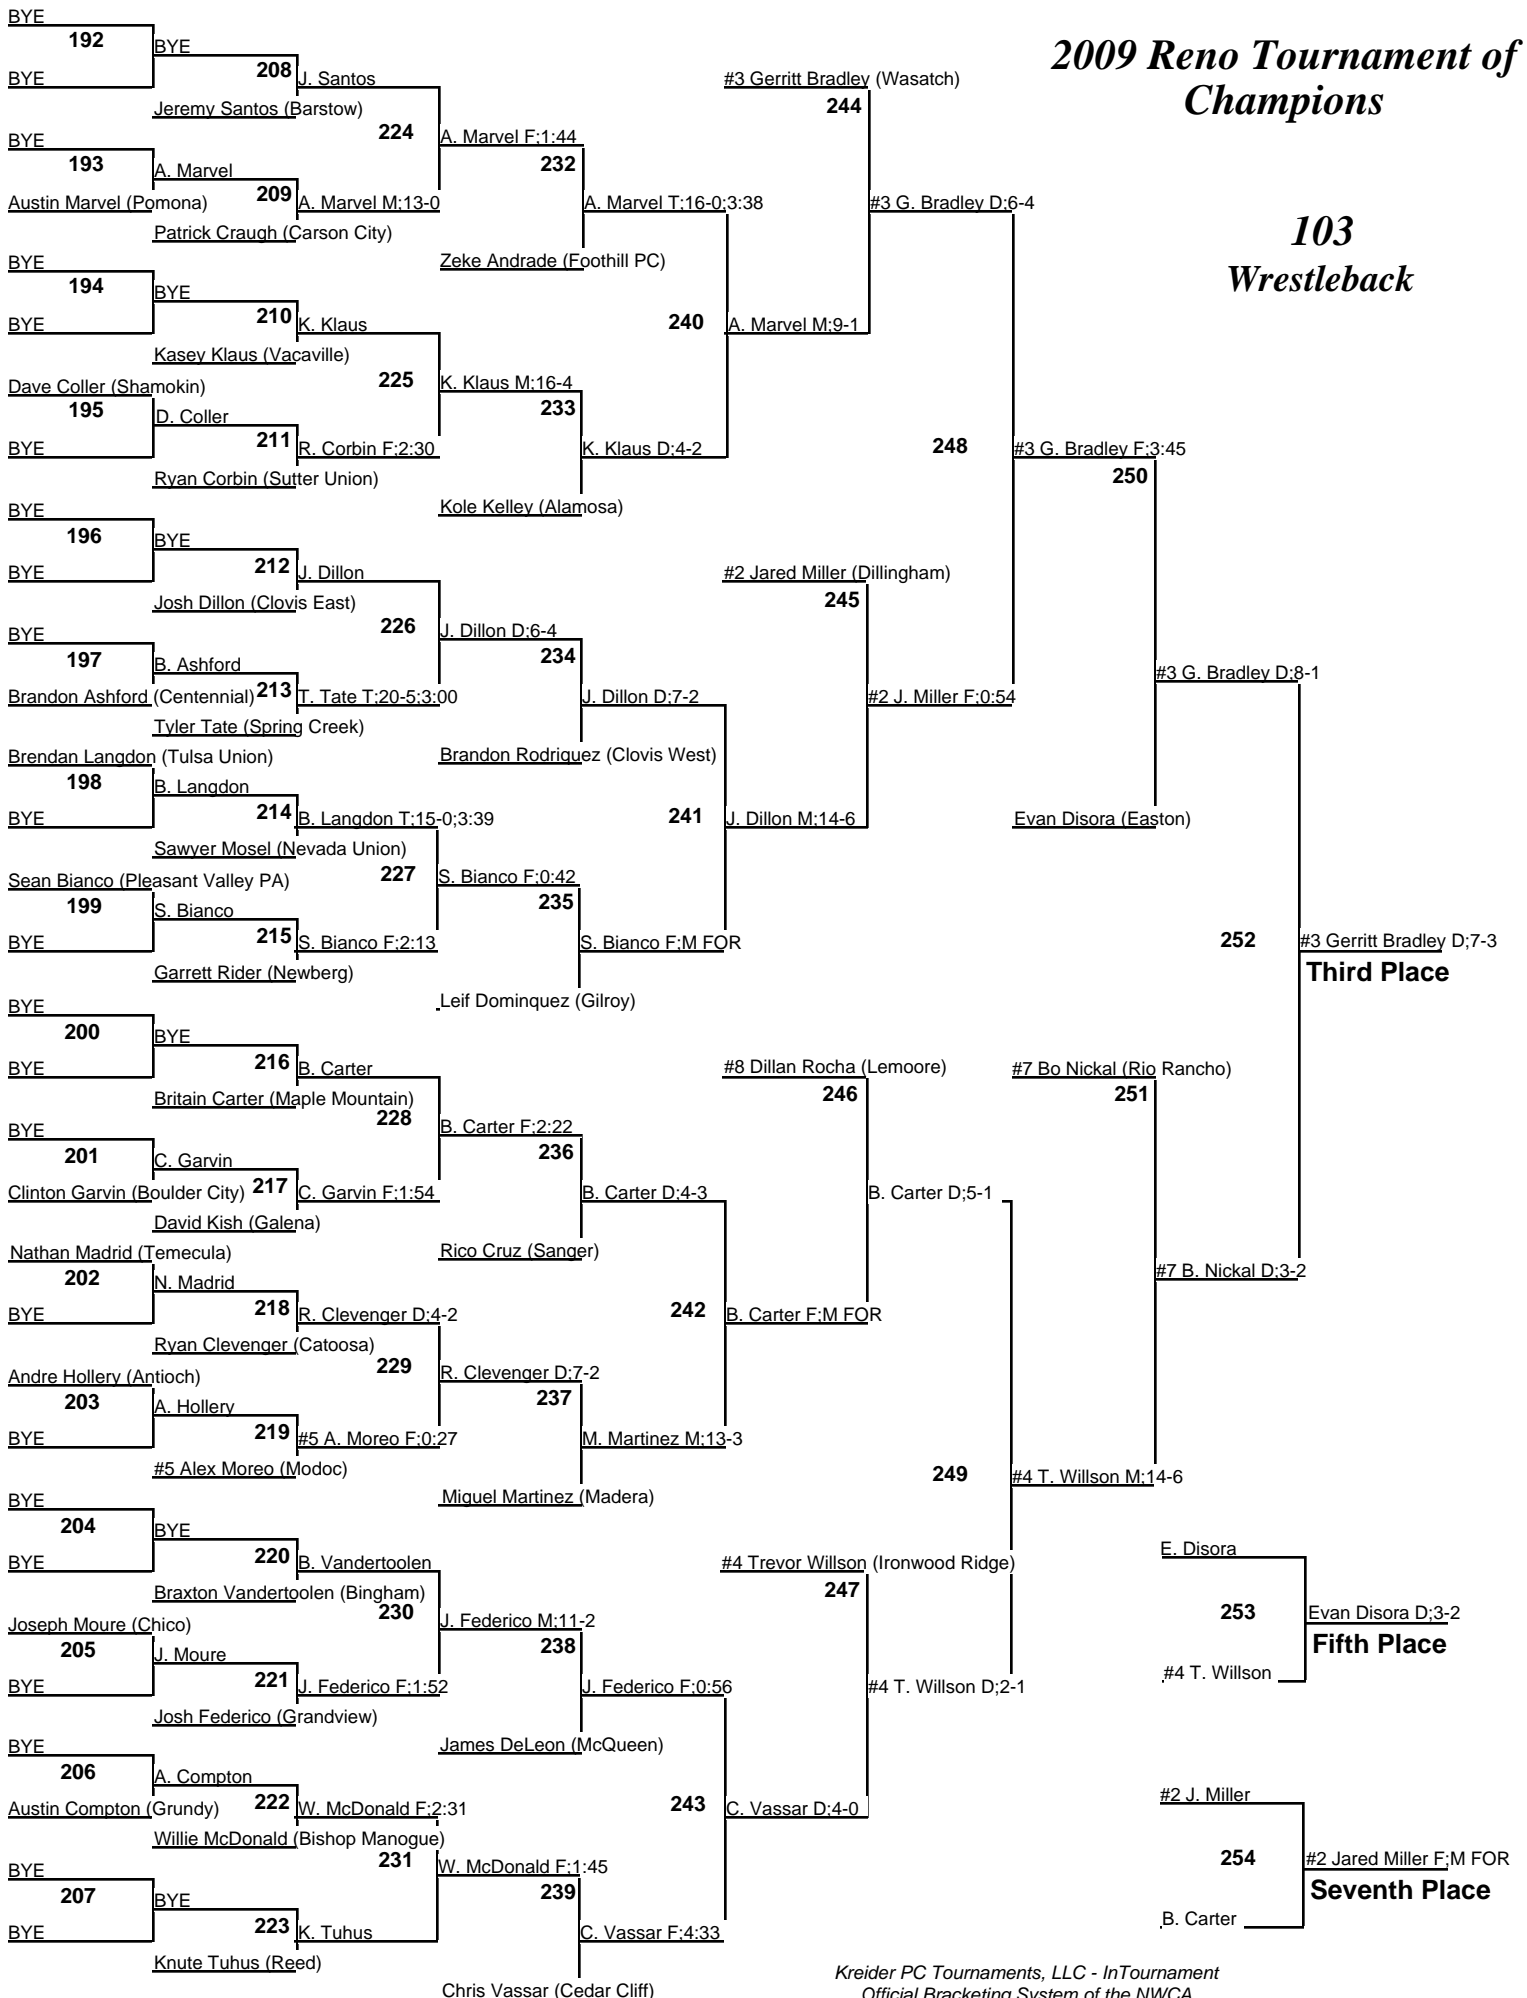 2009 Reno Tournament of
Champions
103
Wrestleback
BYE
192
BYE
BYE
208
J. Santos
Jeremy Santos (Barstow)
224
A. Marvel F;1:44
BYE
193
A. Marvel
Austin Marvel (Pomona)
209
A. Marvel M;13-0
Patrick Craugh (Carson City)
232
A. Marvel T;16-0;3:38
Zeke Andrade (Foothill PC)
BYE
194
BYE
BYE
210
K. Klaus
Kasey Klaus (Vacaville)
225
K. Klaus M;16-4
Dave Coller (Shamokin)
195
D. Coller
BYE
211
R. Corbin F;2:30
Ryan Corbin (Sutter Union)
233
K. Klaus D;4-2
Kole Kelley (Alamosa)
240
A. Marvel M;9-1
#3 Gerritt Bradley (Wasatch)
244
#3 G. Bradley D;6-4
BYE
196
BYE
BYE
212
J. Dillon
Josh Dillon (Clovis East)
226
J. Dillon D;6-4
BYE
197
B. Ashford
Brandon Ashford (Centennial)
213
T. Tate T;20-5;3:00
Tyler Tate (Spring Creek)
234
J. Dillon D;7-2
Brandon Rodriquez (Clovis West)
Brendan Langdon (Tulsa Union)
198
B. Langdon
BYE
214
B. Langdon T;15-0;3:39
Sawyer Mosel (Nevada Union)
227
S. Bianco F;0:42
Sean Bianco (Pleasant Valley PA)
199
S. Bianco
BYE
215
S. Bianco F;2:13
Garrett Rider (Newberg)
235
S. Bianco F;M FOR
Leif Dominquez (Gilroy)
241
J. Dillon M;14-6
#2 Jared Miller (Dillingham)
245
#2 J. Miller F;0:54
248
#3 G. Bradley F;3:45
250
#3 G. Bradley D;8-1
Evan Disora (Easton)
252
#3 Gerritt Bradley D;7-3
Third Place
BYE
200
BYE
BYE
216
B. Carter
Britain Carter (Maple Mountain)
228
B. Carter F;2:22
BYE
201
C. Garvin
Clinton Garvin (Boulder City)
217
C. Garvin F;1:54
David Kish (Galena)
236
B. Carter D;4-3
Rico Cruz (Sanger)
Nathan Madrid (Temecula)
202
N. Madrid
BYE
218
R. Clevenger D;4-2
Ryan Clevenger (Catoosa)
229
R. Clevenger D;7-2
Andre Hollery (Antioch)
203
A. Hollery
BYE
219
#5 A. Moreo F;0:27
#5 Alex Moreo (Modoc)
237
M. Martinez M;13-3
Miguel Martinez (Madera)
242
B. Carter F;M FOR
#8 Dillan Rocha (Lemoore)
246
B. Carter D;5-1
#7 Bo Nickal (Rio Rancho)
251
#7 B. Nickal D;3-2
249
#4 T. Willson M;14-6
BYE
204
BYE
BYE
220
B. Vandertoolen
Braxton Vandertoolen (Bingham)
230
J. Federico M;11-2
Joseph Moure (Chico)
205
J. Moure
BYE
221
J. Federico F;1:52
Josh Federico (Grandview)
238
J. Federico F;0:56
James DeLeon (McQueen)
#4 Trevor Willson (Ironwood Ridge)
247
#4 T. Willson D;2-1
BYE
206
A. Compton
Austin Compton (Grundy)
222
W. McDonald F;2:31
Willie McDonald (Bishop Manogue)
231
W. McDonald F;1:45
243
C. Vassar D;4-0
BYE
207
BYE
BYE
223
K. Tuhus
Knute Tuhus (Reed)
239
C. Vassar F;4:33
Chris Vassar (Cedar Cliff)
E. Disora
253
Evan Disora D;3-2
Fifth Place
#4 T. Willson
#2 J. Miller
254
#2 Jared Miller F;M FOR
Seventh Place
B. Carter
Kreider PC Tournaments, LLC - InTournament
Official Bracketing System of the NWCA